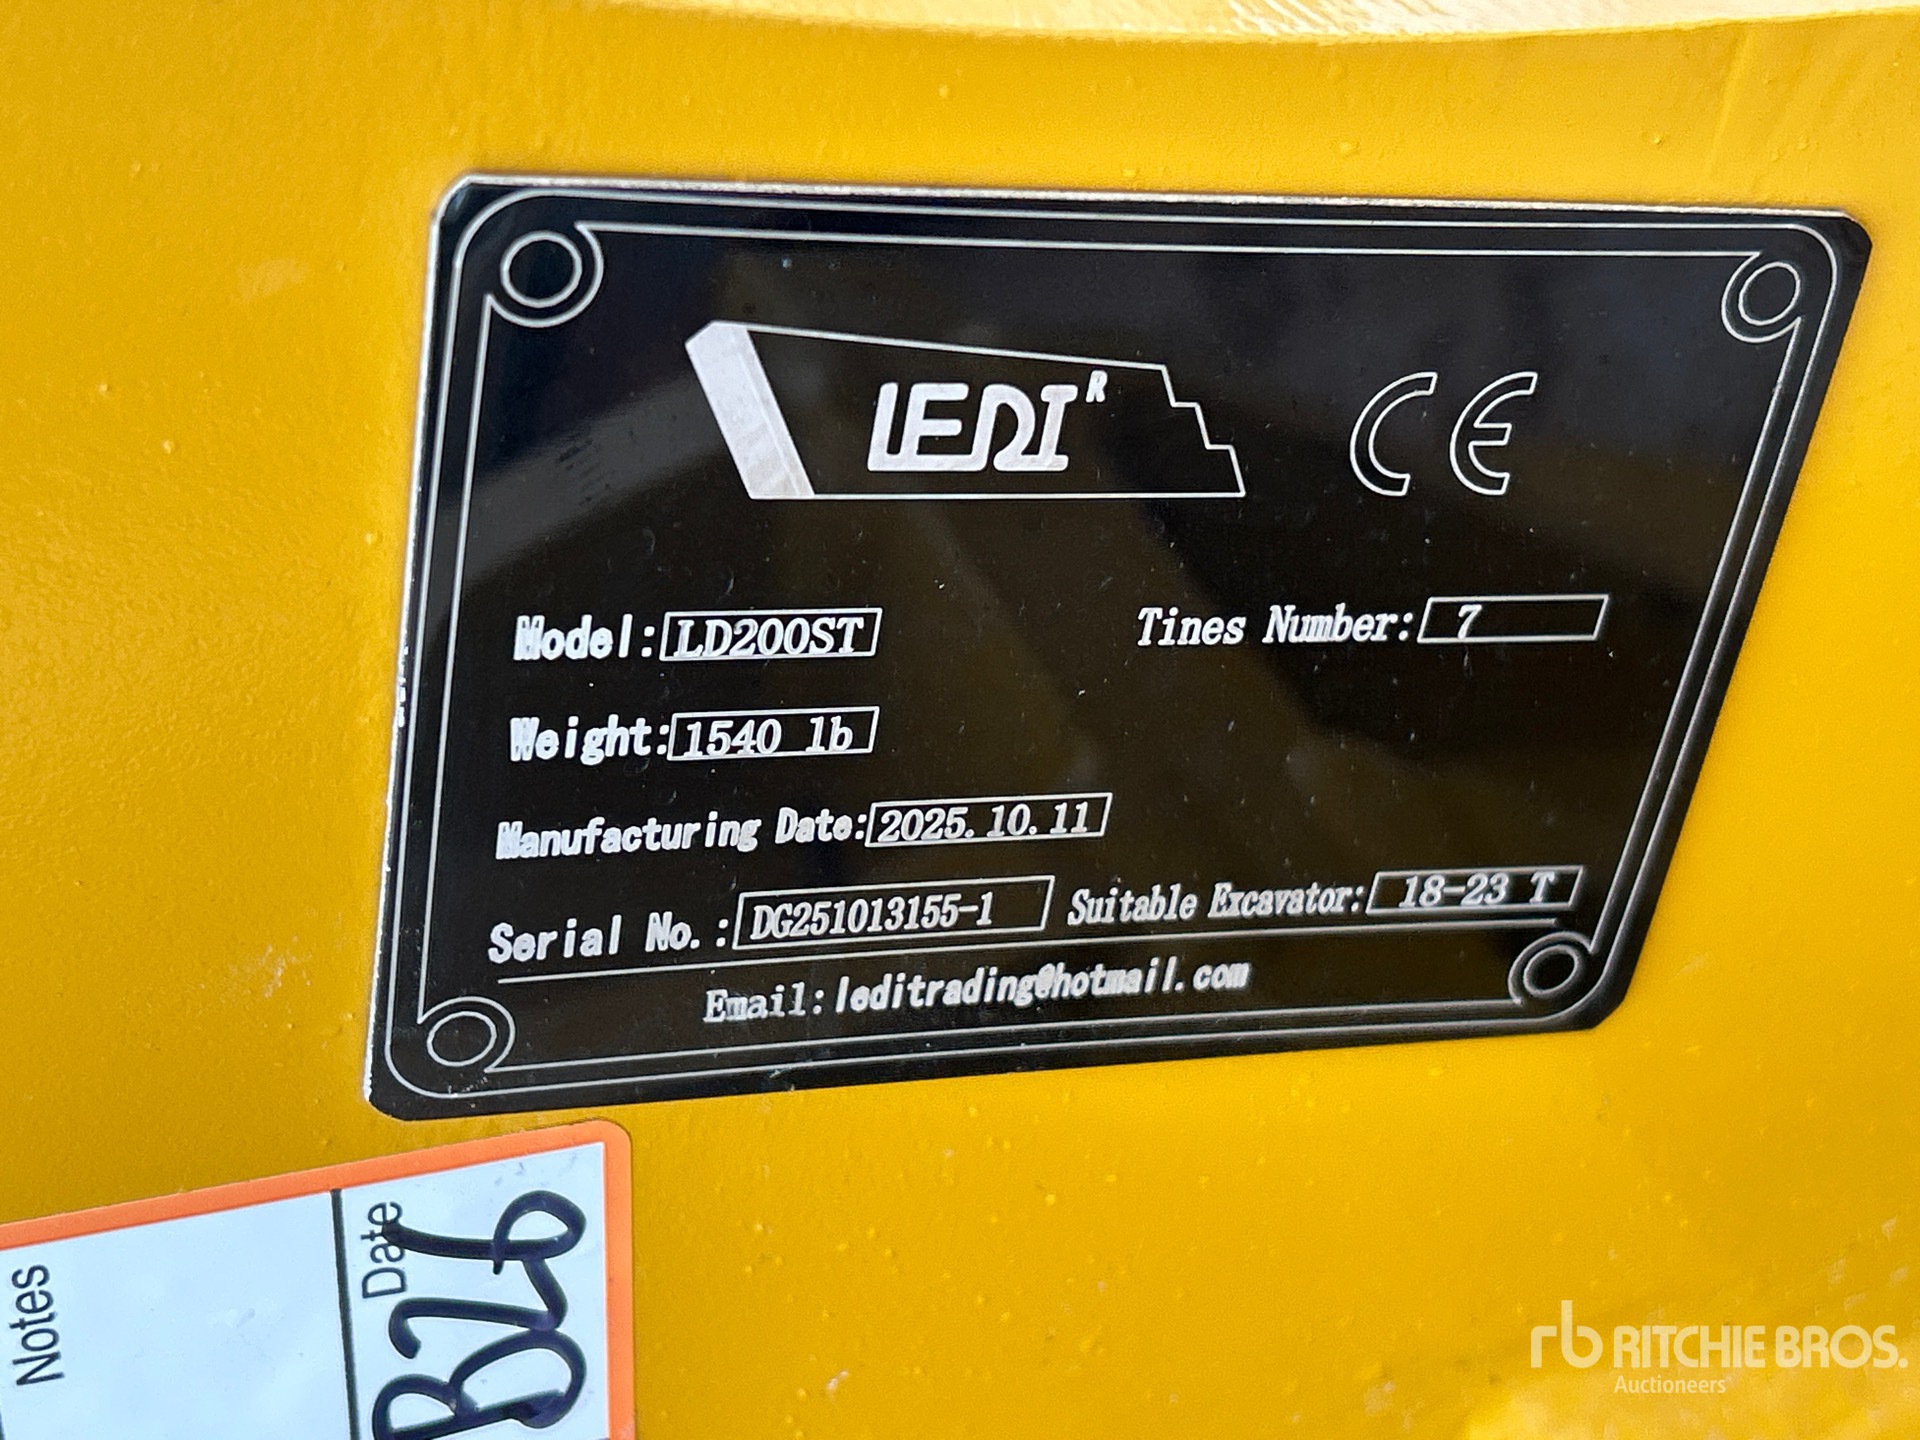 LEDI R CE
Model: LD200ST Tines Number: 7
Weight: 1540 lb
Manufacturing Date: 2025.10.11
Serial No.: DG251013155-1 Suitable Excavator: 18-23 T
Email: leditrading@hotmail.com
Notes
Date
rb RITCHIE BROS.
Auctioneers